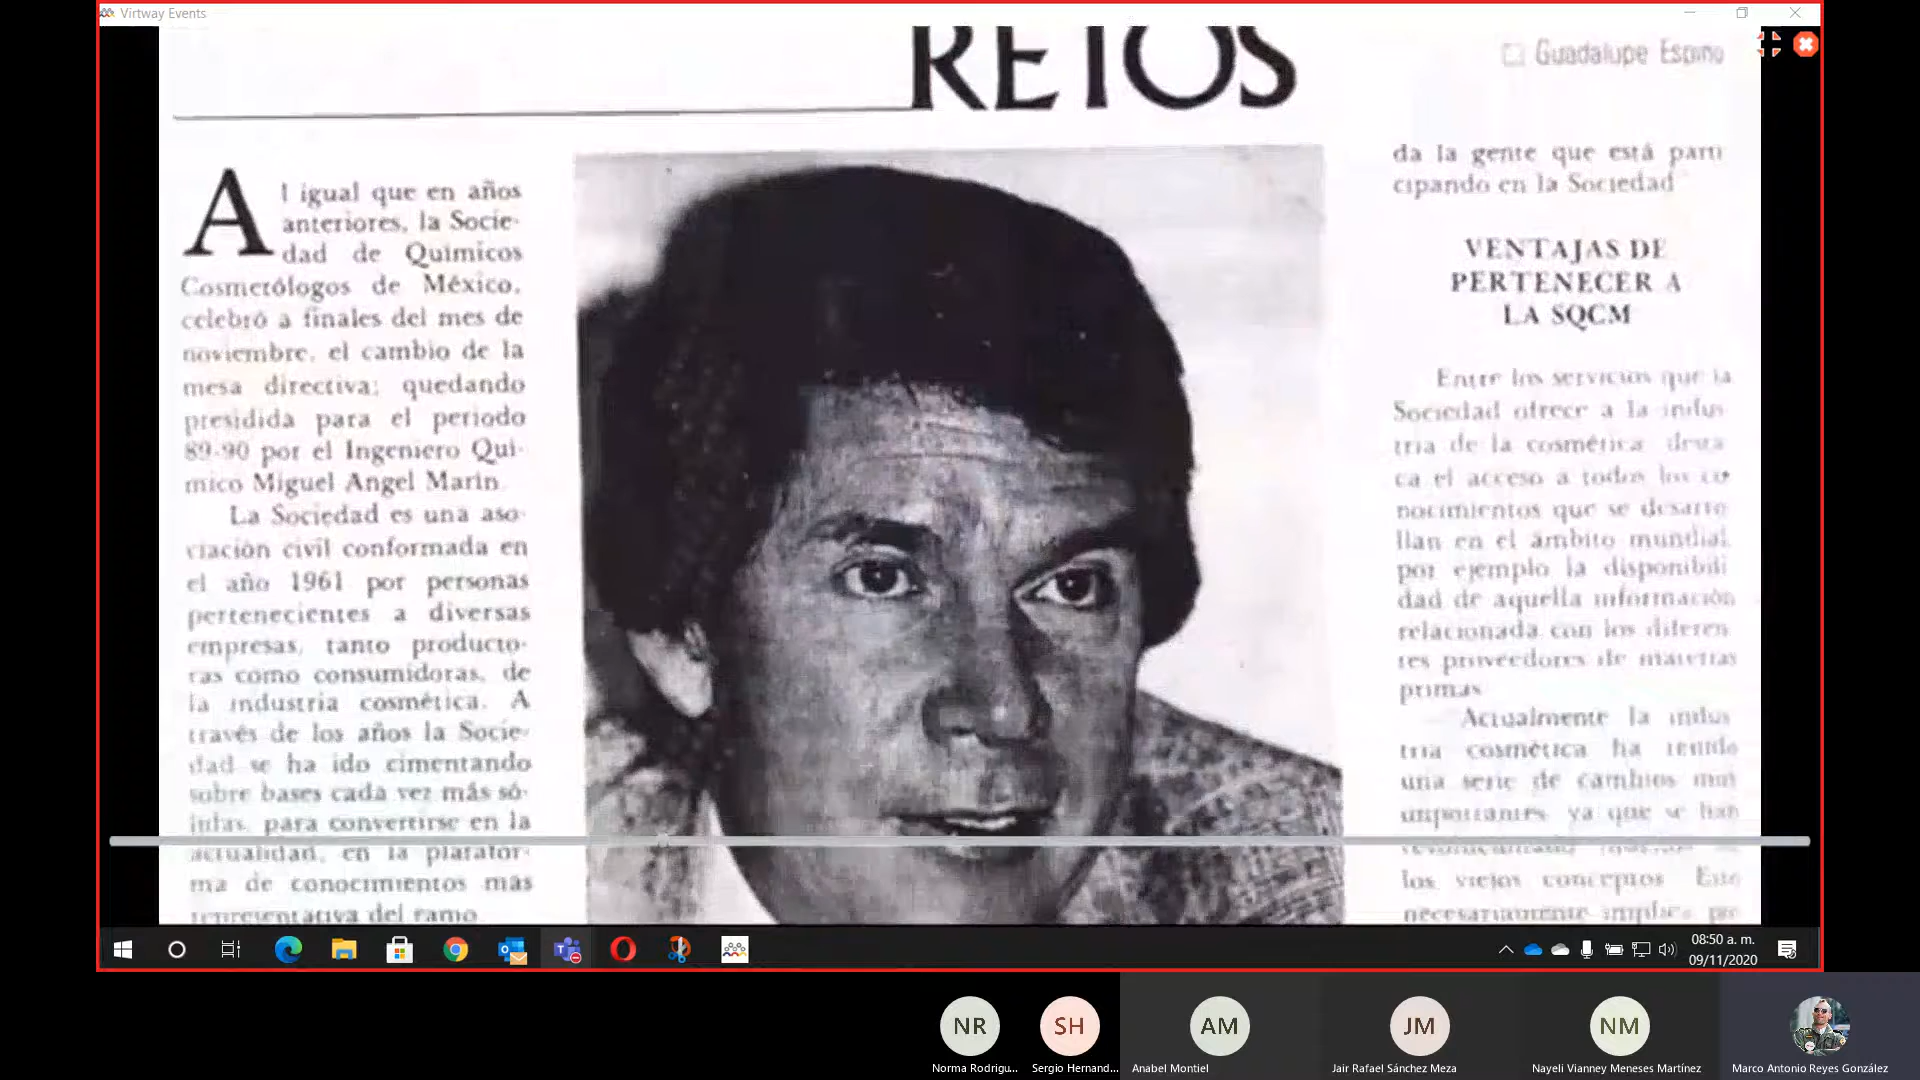 Virtway Events
RETOS
Guadalupe Espino
Al igual que en años
anteriores, la Socie-
dad de Químicos
Cosmetólogos de México,
celebró a finales del mes de
noviembre, el cambio de la
mesa directiva; quedando
presidida para el periodo
89-90 por el Ingeniero Quí-
mico Miguel Angel Marín.
La Sociedad es una aso-
ciación civil conformada en
el año 1961 por personas
pertenecientes a diversas
empresas, tanto producto-
ras como consumidoras, de
la industria cosmética. A
través de los años la Socie-
dad se ha ido cimentando
sobre bases cada vez más só-
lidas, para convertirse en la
actualidad, en la platafor-
ma de conocimientos más
representativa del ramo.
da la gente que está parti
cipando en la Sociedad
VENTAJAS DE
PERTENECER A
LA SQCM
Entre los servicios que la
Sociedad ofrece a la indus
tria de la cosmética, desta
ca el acceso a todos los co
nocimientos que se desarro
llan en el ámbito mundial,
por ejemplo la disponibili
dad de aquella información
relacionada con los diferen
tes proveedores de materias
primas
Actualmente la indus
tria cosmética ha tenido
una serie de cambios muy
importantes, ya que se han
los viejos conceptos. Esto
necesariamente implica
08:50 a. m.
09/11/2020
NR
SH
AM
JM
NM
Norma Rodrigu...
Sergio Hernand...
Anabel Montiel
Jair Rafael Sánchez Meza
Nayeli Vianney Meneses Martínez
Marco Antonio Reyes González